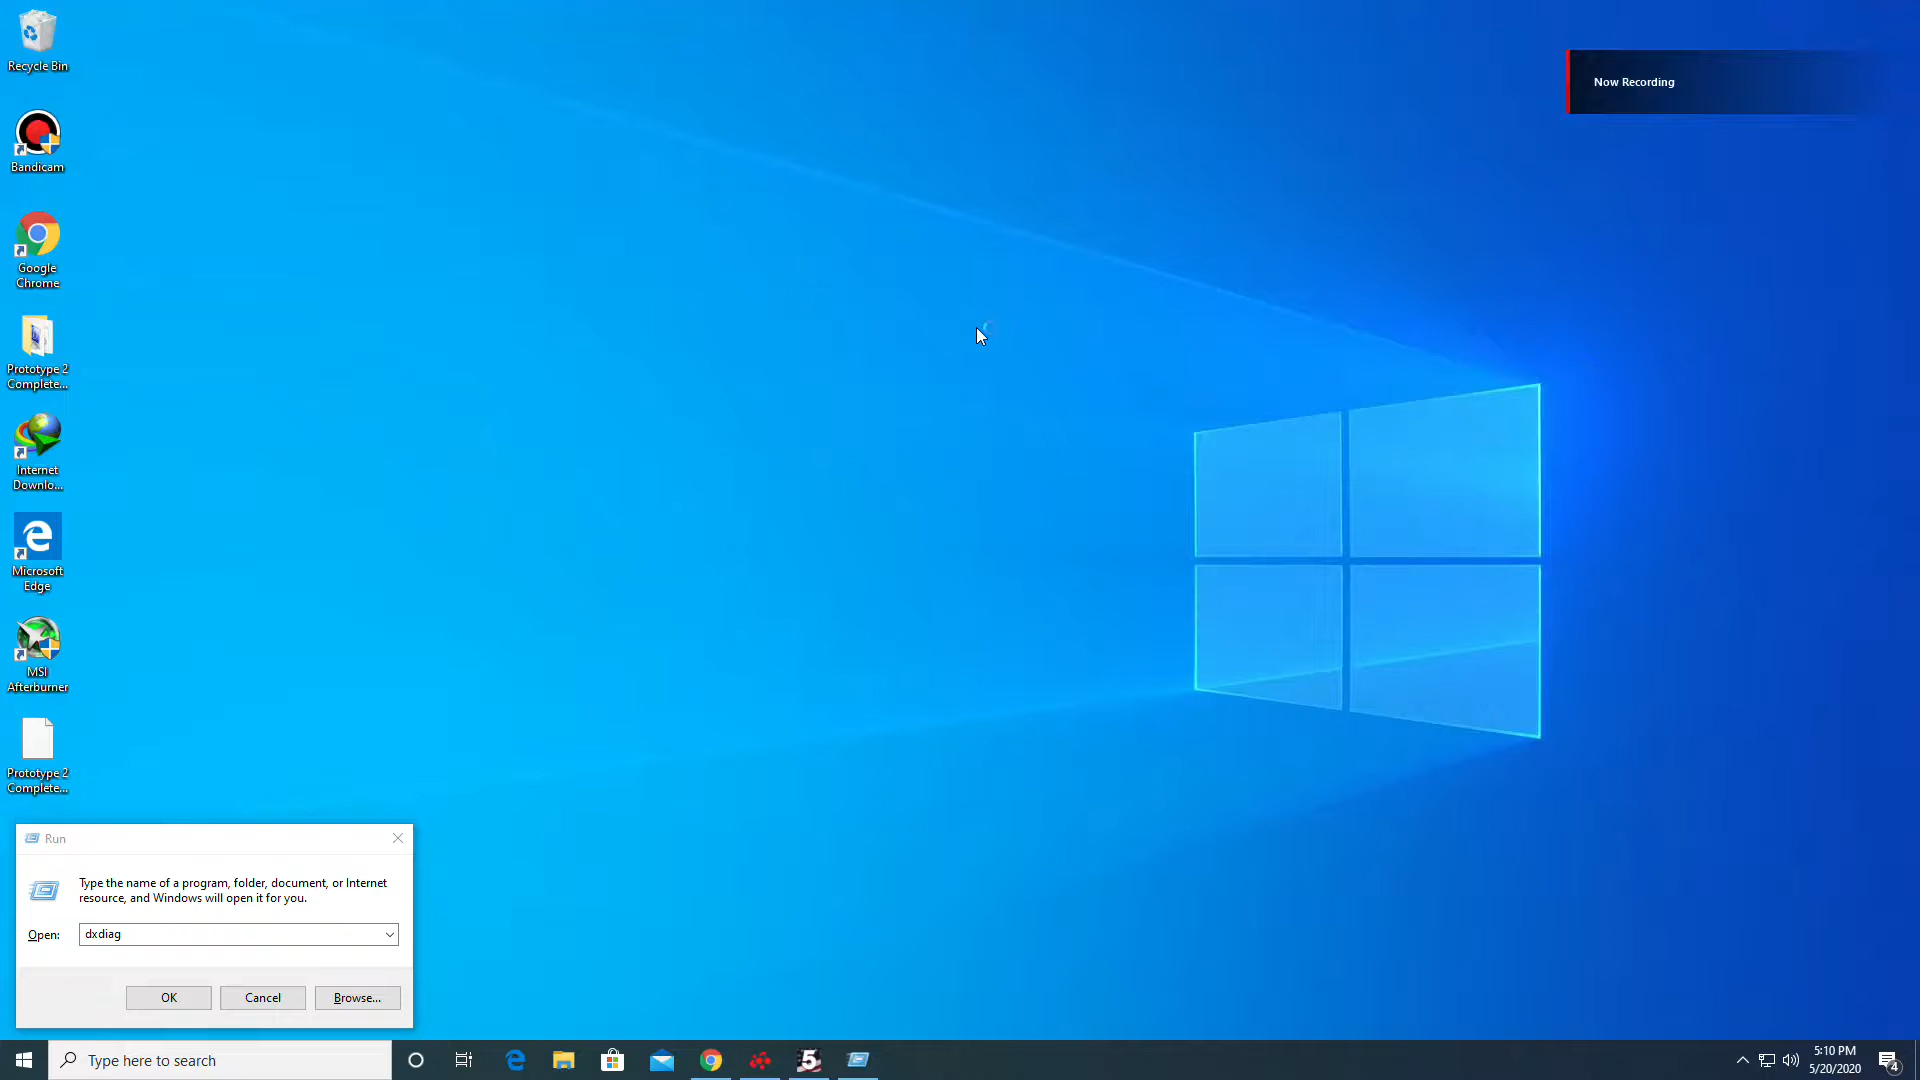 Recycle Bin
Bandicam
Google
Chrome
Prototype 2
Complete...
Internet
Downlo...
Microsoft
Edge
MSI
Afterburner
Prototype 2
Complete...
Now Recording
Run
Type the name of a program, folder, document, or Internet
resource, and Windows will open it for you.
Open:
dxdiag
OK
Cancel
Browse...
Type here to search
5
5:10 PM
5/20/2020
4